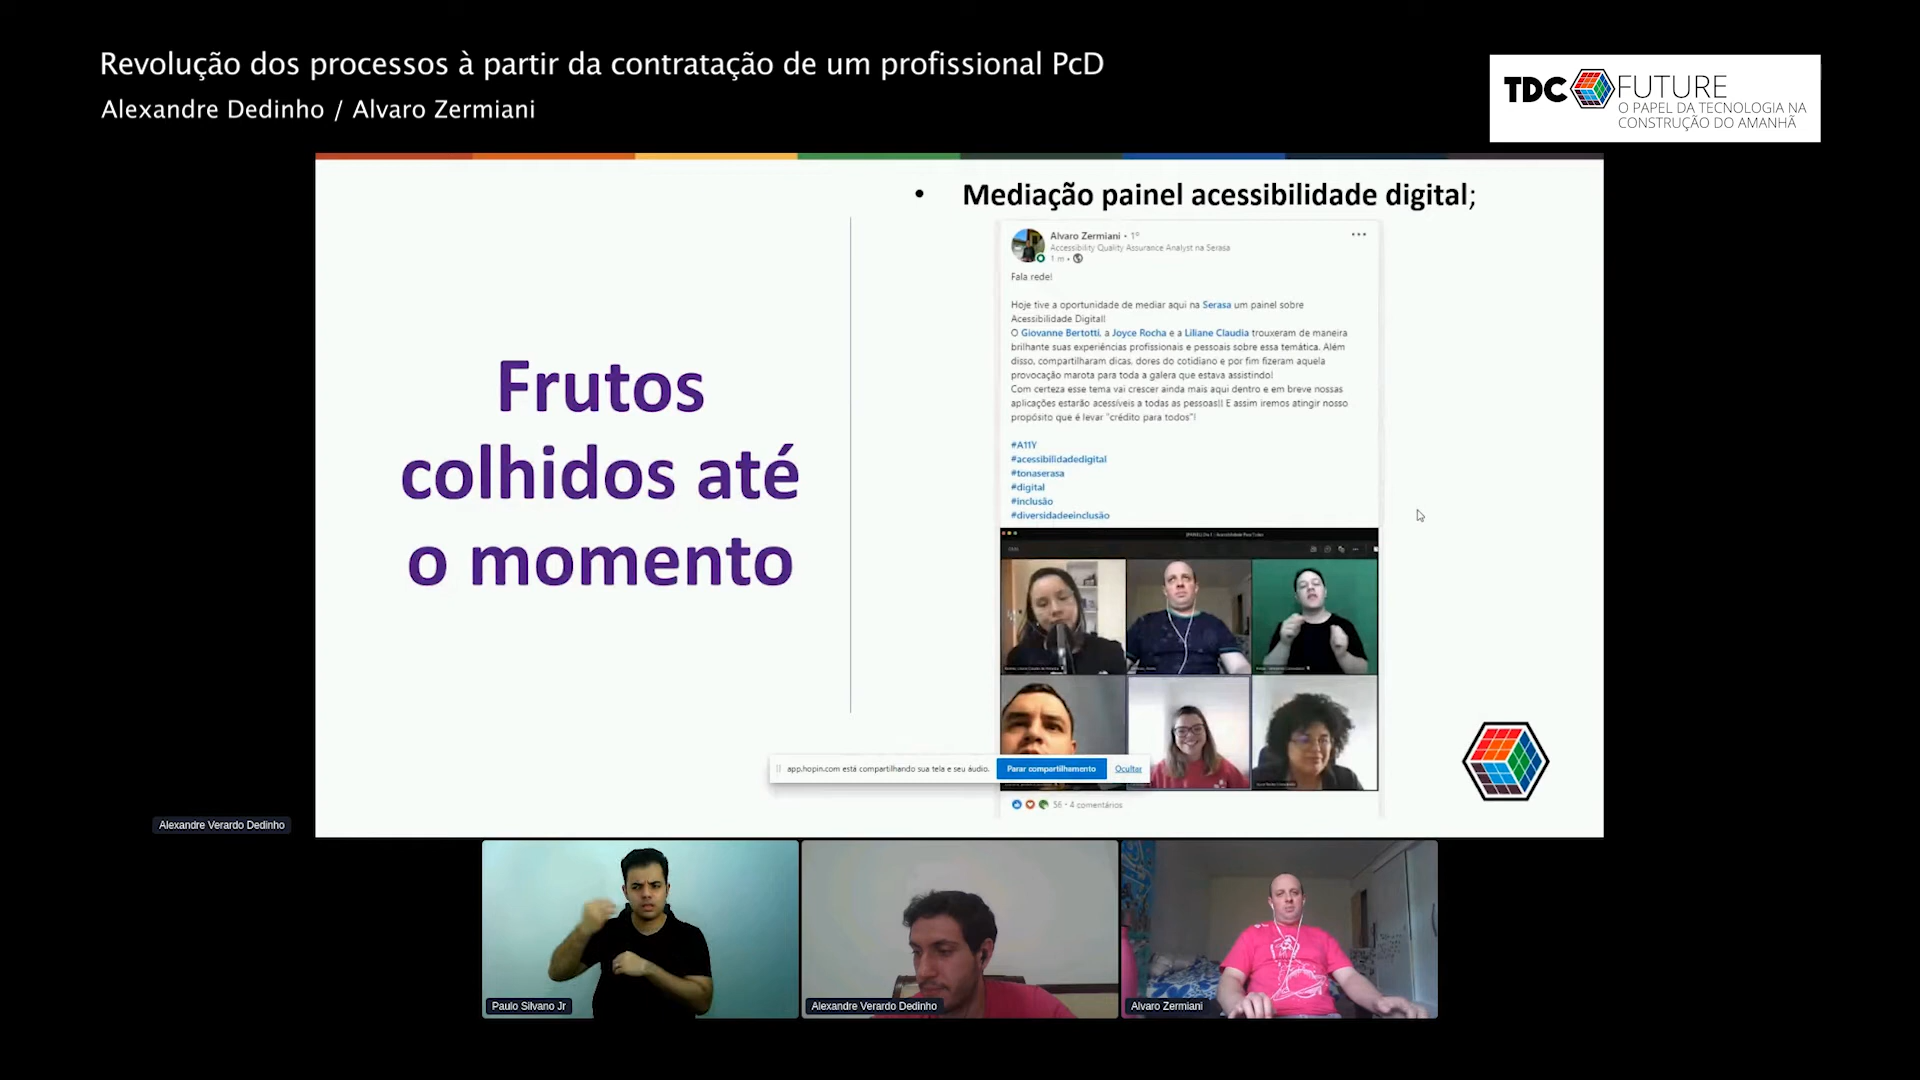 Revolução dos processos à partir da contratação de um profissional PcD
Alexandre Dedinho / Alvaro Zermiani
TDC FUTURE
O PAPEL DA TECNOLOGIA NA
CONSTRUÇÃO DO AMANHÃ
Frutos
colhidos até
o momento
• Mediação painel acessibilidade digital;
Alvaro Zermiani • 1º
Accessibility Quality Assurance Analyst na Serasa
1 m •
Fala rede!
Hoje tive a oportunidade de mediar aqui na Serasa um painel sobre
Acessibilidade Digital!
O Giovanne Bertotti, a Joyce Rocha e a Liliane Claudia trouxeram de maneira
brilhante suas experiências profissionais e pessoais sobre essa temática. Além
disso, compartilharam dicas, dores do cotidiano e por fim fizeram aquela
provocação marota para toda a galera que estava assistindo!
Com certeza esse tema vai crescer ainda mais aqui dentro e em breve nossas
aplicações estarão acessíveis a todas as pessoas!! E assim iremos atingir nosso
propósito que é levar "crédito para todos"!
#A11Y
#acessibilidadedigital
#tonaserasa
#digital
#inclusão
#diversidadeeinclusão
app.hopin.com está compartilhando sua tela e seu áudio.
Parar compartilhamento
Ocultar
56 • 4 comentários
Alexandre Verardo Dedinho
Paulo Silvano Jr
Alexandre Verardo Dedinho
Alvaro Zermiani